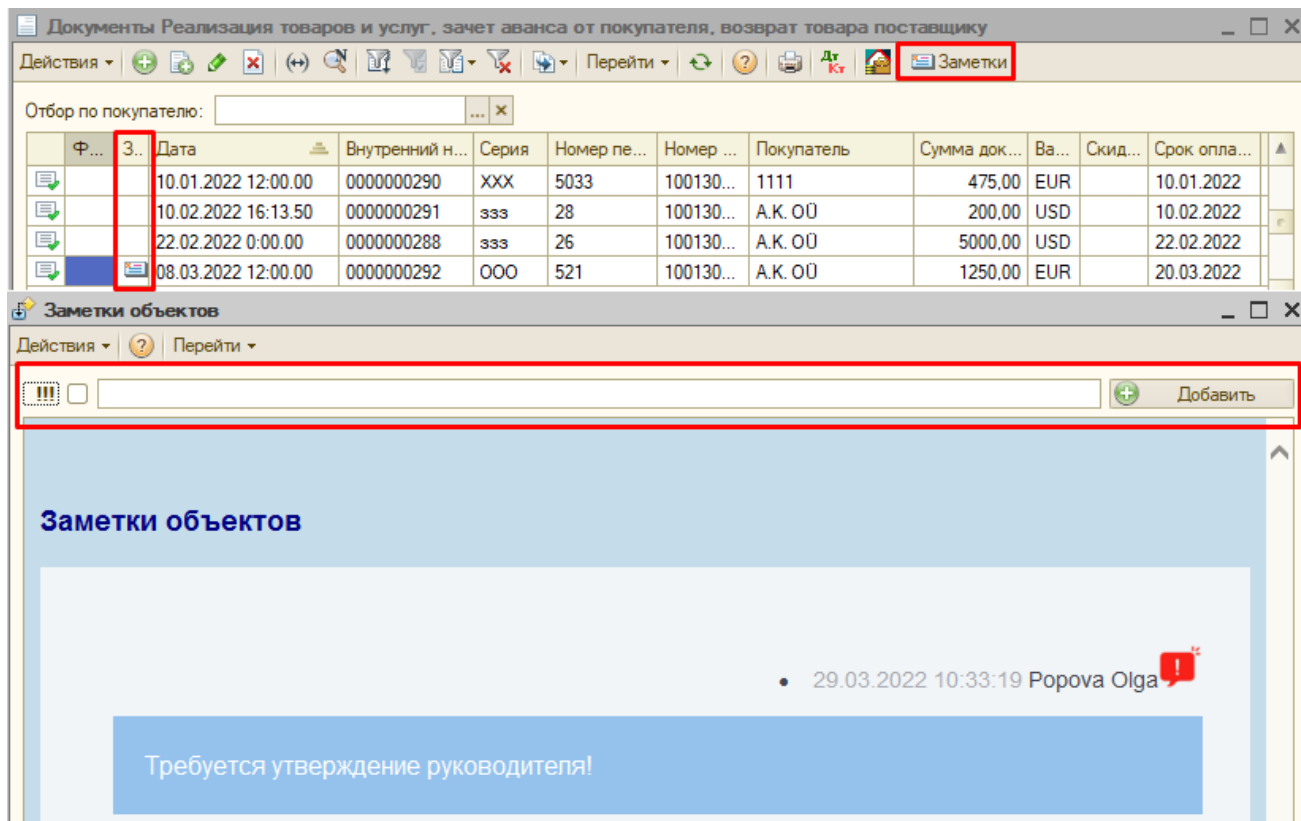 Документы Реализация товаров и услуг, зачет аванса от покупателя, возврат товара поставщику
Действия Перейти Дт Кт Заметки
Отбор по покупателю: ... ×
Ф... З.. Дата Внутренний н... Серия Номер пе... Номер ... Покупатель Сумма док... Ва... Скид... Срок опла...
10.01.2022 12:00.00 0000000290 XXX 5033 100130... 1111 475,00 EUR 10.01.2022
10.02.2022 16:13.50 0000000291 ззз 28 100130... A.K. OÜ 200,00 USD 10.02.2022
22.02.2022 0:00.00 0000000288 ззз 26 100130... A.K. OÜ 5000,00 USD 22.02.2022
08.03.2022 12:00.00 0000000292 OOO 521 100130... A.K. OÜ 1250,00 EUR 20.03.2022
Заметки объектов
Действия ? Перейти
!!! Добавить
Заметки объектов
• 29.03.2022 10:33:19 Popova Olga !
Требуется утверждение руководителя!